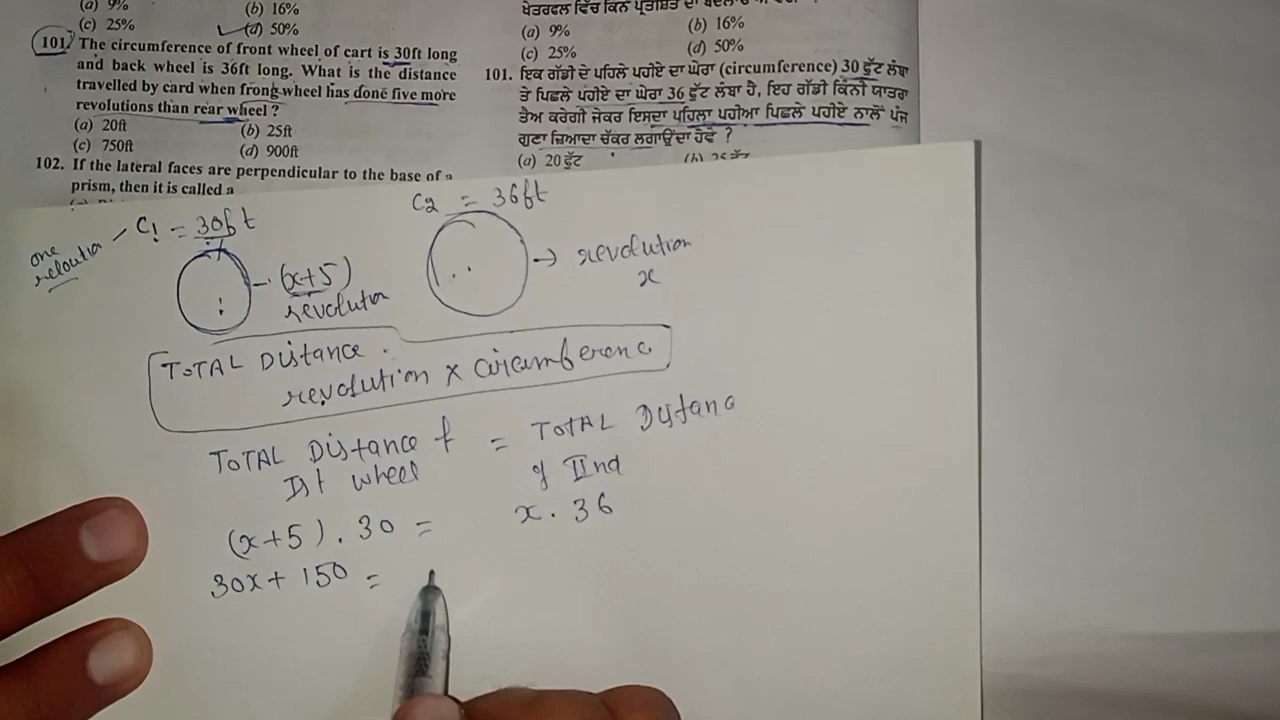 (a) 9%
(b) 16%
(c) 25%
(d) 50%
101. The circumference of front wheel of cart is 30ft long
and back wheel is 36ft long. What is the distance
travelled by card when frong wheel has done five more
revolutions than rear wheel ?
(a) 20ft
(b) 25ft
(c) 750ft
(d) 900ft
102. If the lateral faces are perpendicular to the base of a
prism, then it is called a
(a) 9%
(b) 16%
(c) 25%
(d) 50%
101. ਇਕ ਗੱਡੀ ਦੇ ਪਹਿਲੇ ਪਹੀਏ ਦਾ ਘੇਰਾ (circumference) 30 ਫੁੱਟ ਲੰਬਾ
ਤੇ ਪਿਛਲੇ ਪਹੀਏ ਦਾ ਘੇਰਾ 36 ਫੁੱਟ ਲੰਬਾ ਹੈ, ਇਹ ਗੱਡੀ ਕਿੰਨੀ ਯਾਤਰਾ
ਤੈਅ ਕਰੇਗੀ ਜੇਕਰ ਇਸਦਾ ਪਹਿਲਾ ਪਹੀਆ ਪਿਛਲੇ ਪਹੀਏ ਨਾਲੋਂ ਪੰਜ
ਗੁਣਾ ਜ਼ਿਆਦਾ ਚੱਕਰ ਲਗਾਉਂਦਾ ਹੋਵੇ ?
(a) 20 ਫੁੱਟ
(b) 25 ਫੁੱਟ
one
C1 = 30ft
C2 = 36ft
(x+5)
→ revolution
x
TOTAL Distance
revolution x circumference
TOTAL Distance of = TOTAL Distanc
Ist wheel
of IInd
(x+5) . 30 = x. 36
30x + 150 =